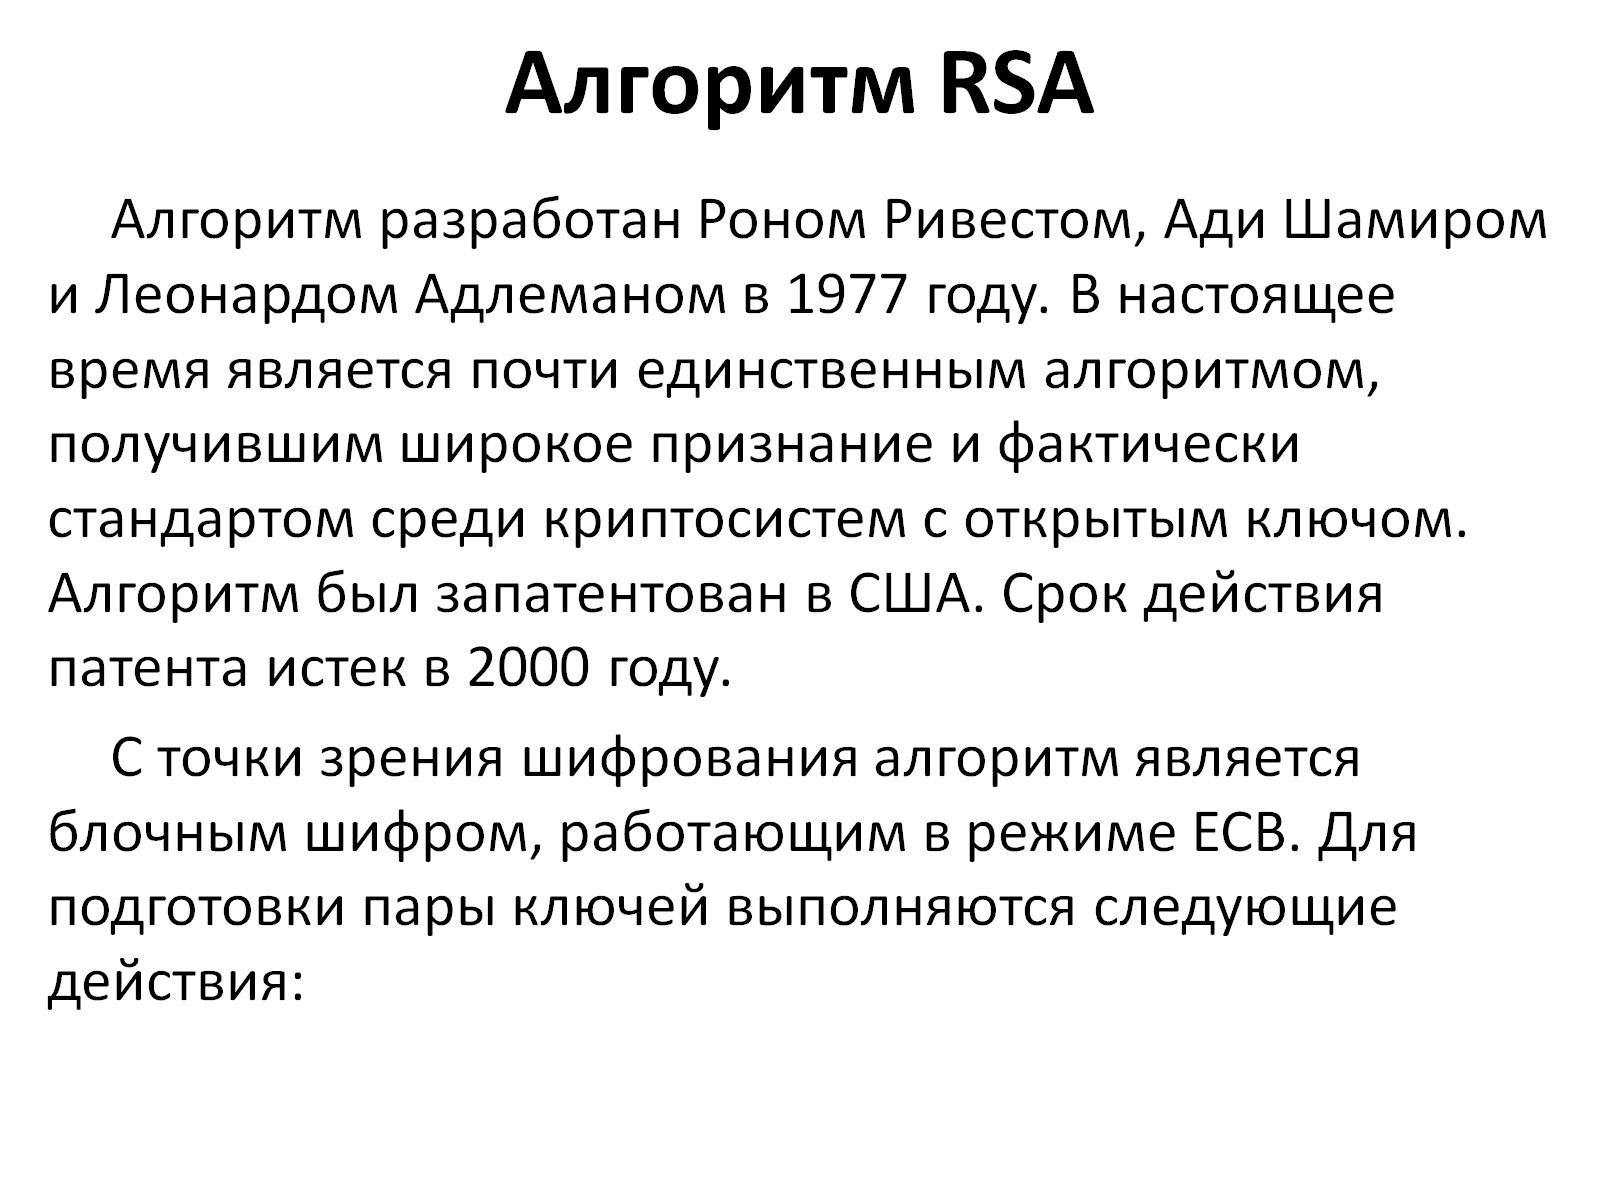 Алгоритм RSA
Алгоритм разработан Роном Ривестом, Ади Шамиром
и Леонардом Адлеманом в 1977 году. В настоящее
время является почти единственным алгоритмом,
получившим широкое признание и фактически
стандартом среди криптосистем с открытым ключом.
Алгоритм был запатентован в США. Срок действия
патента истек в 2000 году.
С точки зрения шифрования алгоритм является
блочным шифром, работающим в режиме ECB. Для
подготовки пары ключей выполняются следующие
действия: